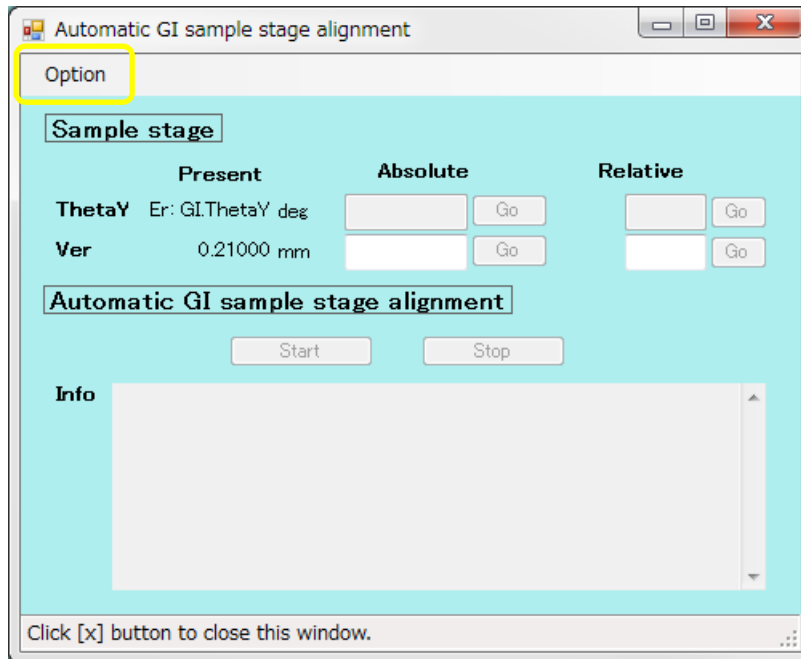 Automatic GI sample stage alignment
Option
Sample stage
Present Absolute Relative
ThetaY Er: GI.ThetaY deg Go Go
Ver 0.21000 mm Go Go
Automatic GI sample stage alignment
Start Stop
Info
Click [x] button to close this window.